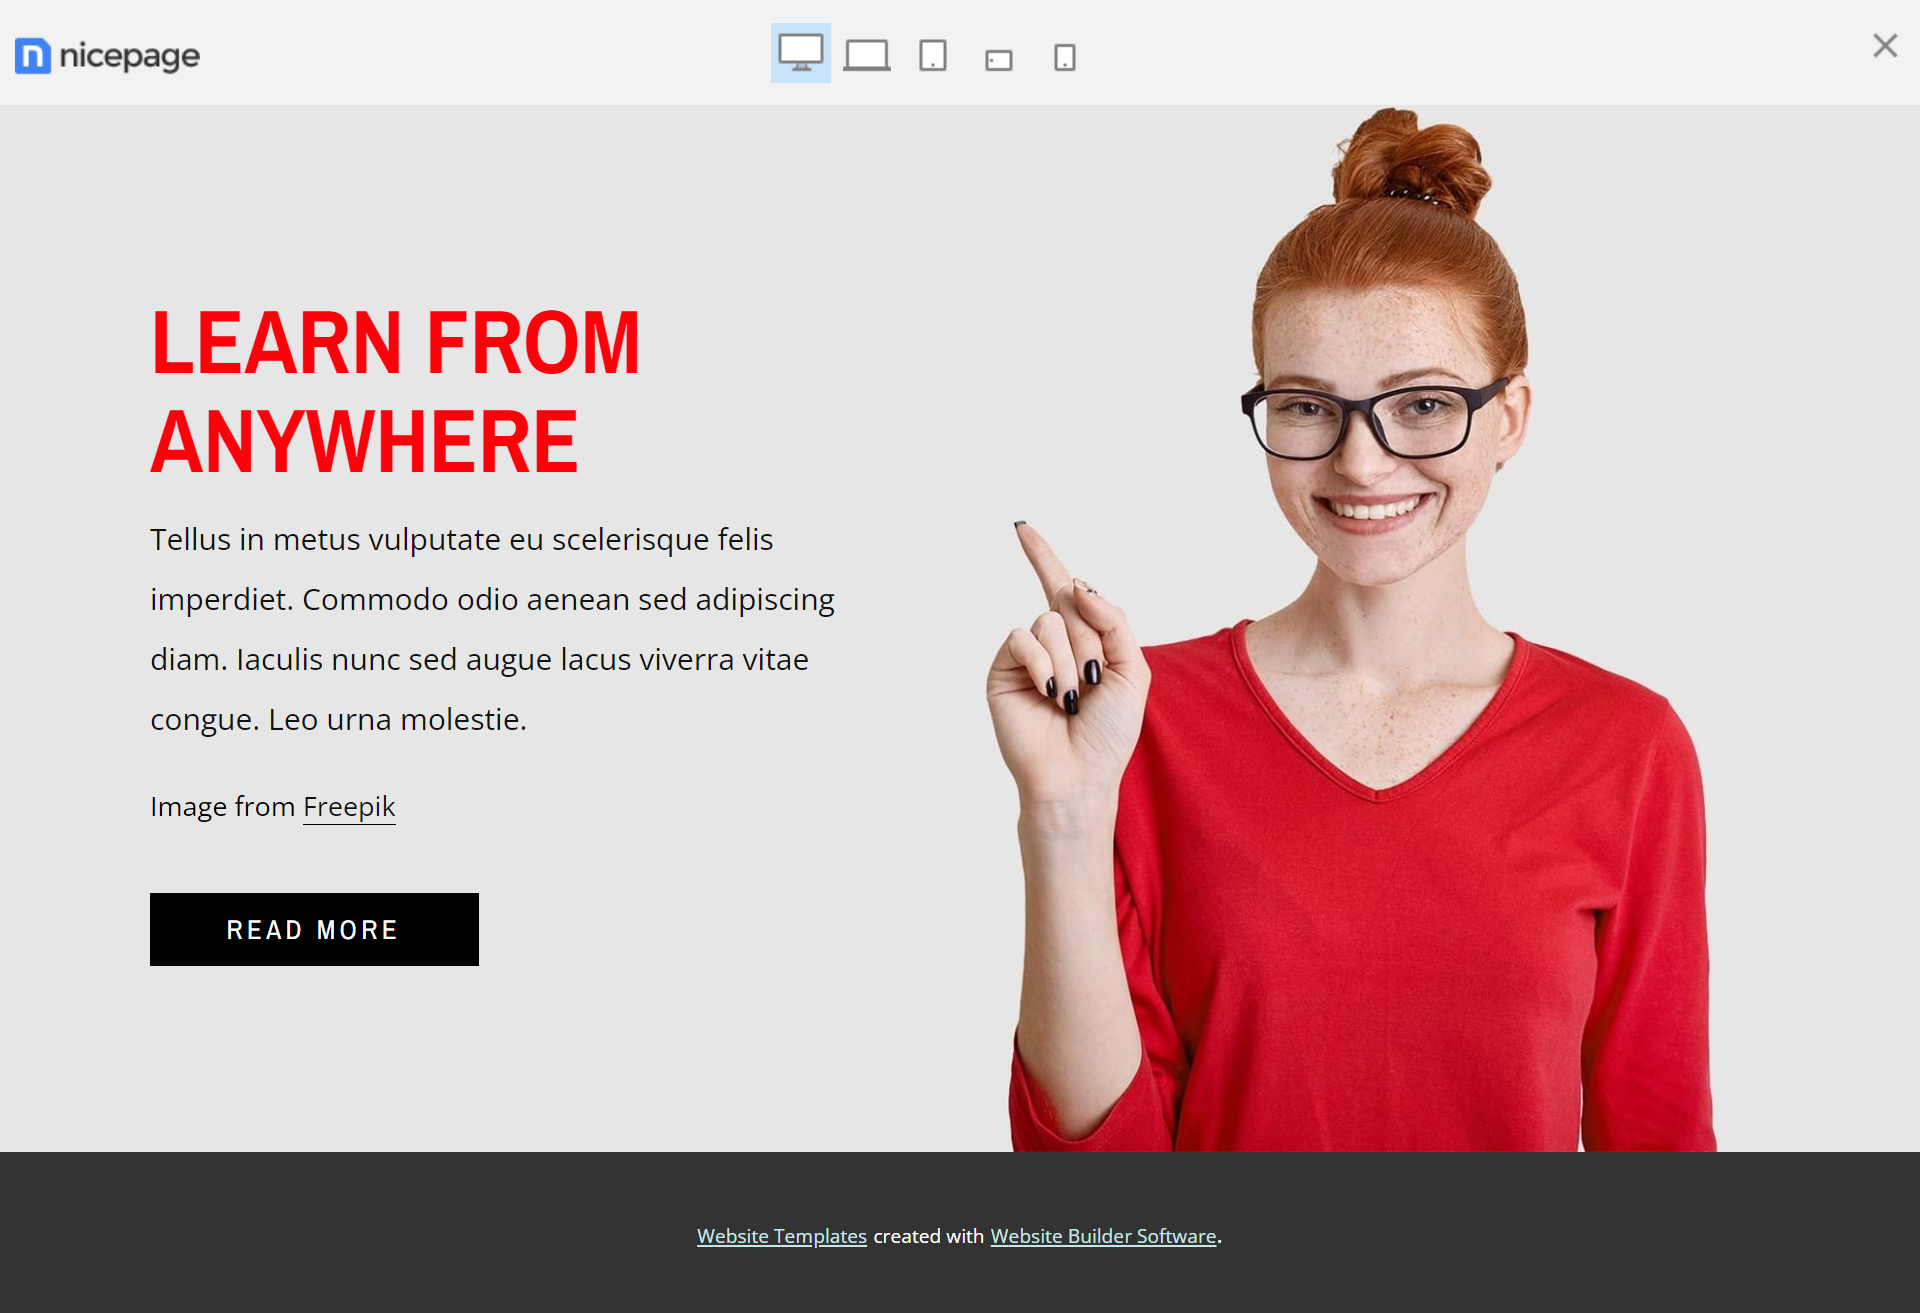 nicepage
LEARN FROM
ANYWHERE
Tellus in metus vulputate eu scelerisque felis
imperdiet. Commodo odio aenean sed adipiscing
diam. Iaculis nunc sed augue lacus viverra vitae
congue. Leo urna molestie.
Image from Freepik
READ MORE
Website Templates created with Website Builder Software.